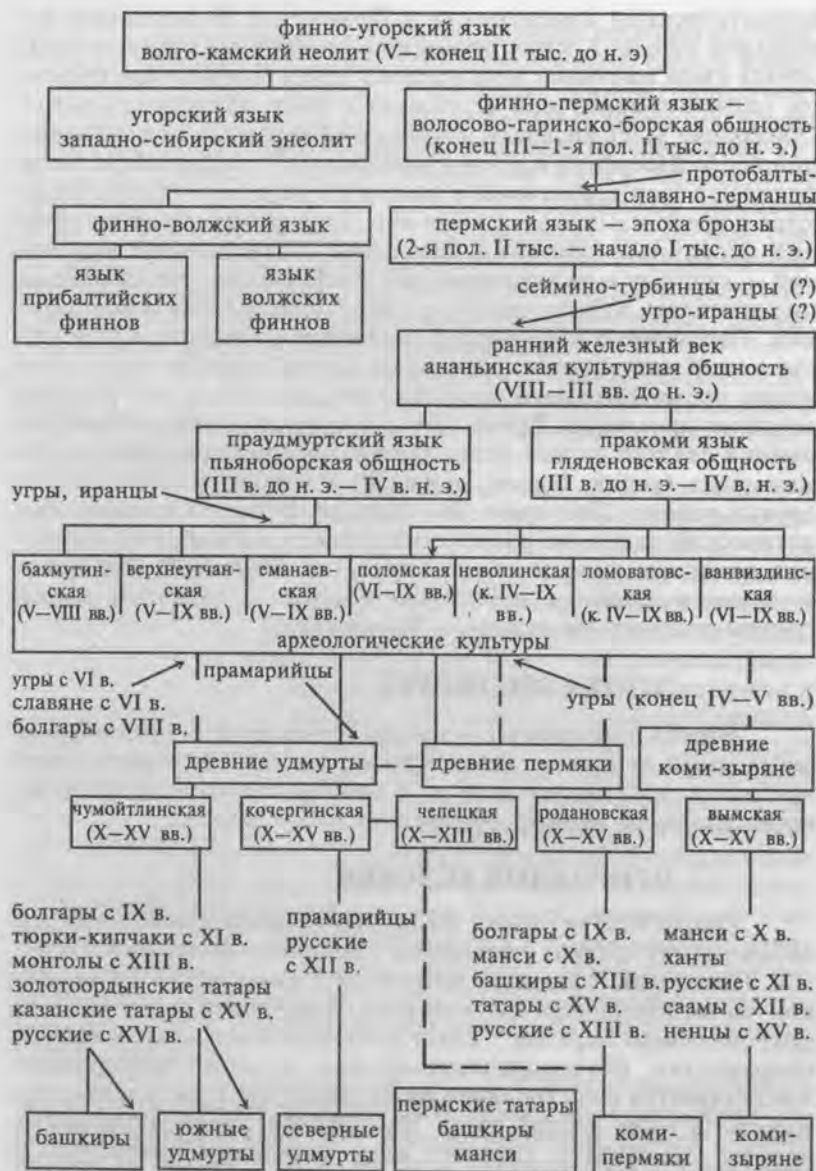 финно-угорский язык
волго-камский неолит (V— конец III тыс. до н. э)
угорский язык
западно-сибирский энеолит
финно-пермский язык —
волосово-гаринско-борская общность
(конец III—1-я пол. II тыс. до н. э.)
протобалты-
славяно-германцы
финно-волжский язык
пермский язык — эпоха бронзы
(2-я пол. II тыс. — начало I тыс. до н. э.)
язык
прибалтийских
финнов
язык
волжских
финнов
сеймино-турбинцы угры (?)
угро-иранцы (?)
ранний железный век
ананьинская культурная общность
(VIII—III вв. до н. э.)
праудмуртский язык
пьяноборская общность
(III в. до н. э.— IV в. н. э.)
пракоми язык
гляденовская общность
(III в. до н. э.— IV в. н. э.)
угры, иранцы
бахмутин-
ская
(V—VIII вв.)
верхнеутчан-
ская
(V—IX вв.)
еманаев-
ская
(V—IX вв.)
поломская
(VI—IX вв.)
неволинская
(к. IV—IX
вв.)
ломоватовс-
кая
(к. IV—IX вв.)
ванвиздинс-
кая
(VI—IX вв.)
археологические культуры
угры с VI в.
славяне с VI в.
болгары с VIII в.
прамарийцы
угры (конец IV—V вв.)
древние удмурты
древние пермяки
древние
коми-зыряне
чумойтлинская
(X—XV вв.)
кочергинская
(X—XV вв.)
чепецкая
(X—XIII вв.)
родановская
(X—XV вв.)
вымская
(X—XV вв.)
болгары с IX в.
тюрки-кипчаки с XI в.
монголы с XIII в.
золотоордынские татары
казанские татары с XV в.
русские с XVI в.
прамарийцы
русские
с XII в.
болгары с IX в.
манси с X в.
башкиры с XIII в.
татары с XV в.
русские с XIII в.
манси с X в.
ханты
русские с XI в.
саамы с XII в.
ненцы с XV в.
башкиры
южные
удмурты
северные
удмурты
пермские татары
башкиры
манси
коми-
пермяки
коми-
зыряне